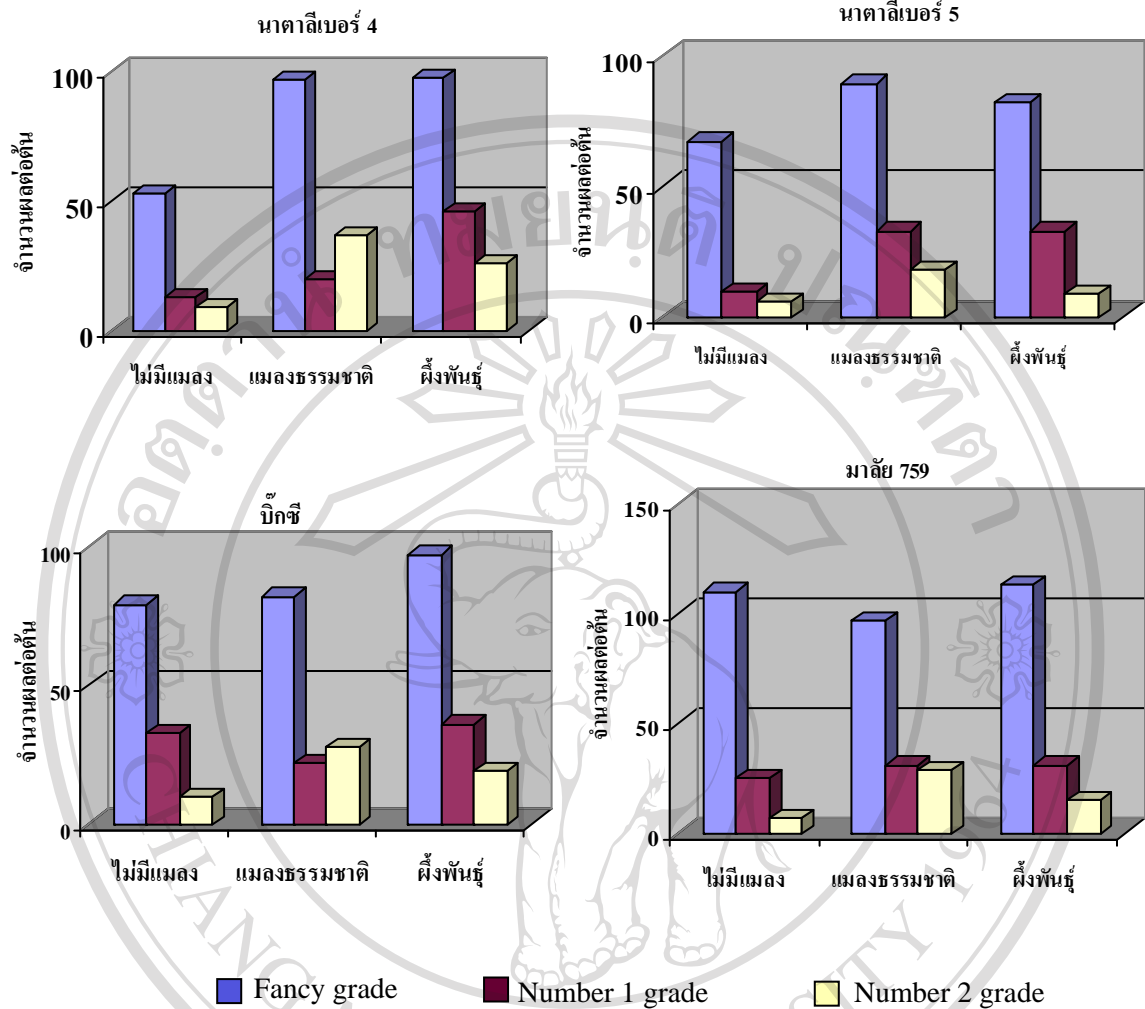 นาตาลีเบอร์ 4
100
50
0
จำนวนผลต่อต้น
ไม่มีแมลง แมลงธรรมชาติ ผึ้งพันธุ์
นาตาลีเบอร์ 5
100
50
0
จำนวนผลต่อต้น
ไม่มีแมลง แมลงธรรมชาติ ผึ้งพันธุ์
บิ๊กซี
100
50
0
จำนวนผลต่อต้น
ไม่มีแมลง แมลงธรรมชาติ ผึ้งพันธุ์
มาลัย 759
150
100
50
0
จำนวนผลต่อต้น
ไม่มีแมลง แมลงธรรมชาติ ผึ้งพันธุ์
Fancy grade Number 1 grade Number 2 grade